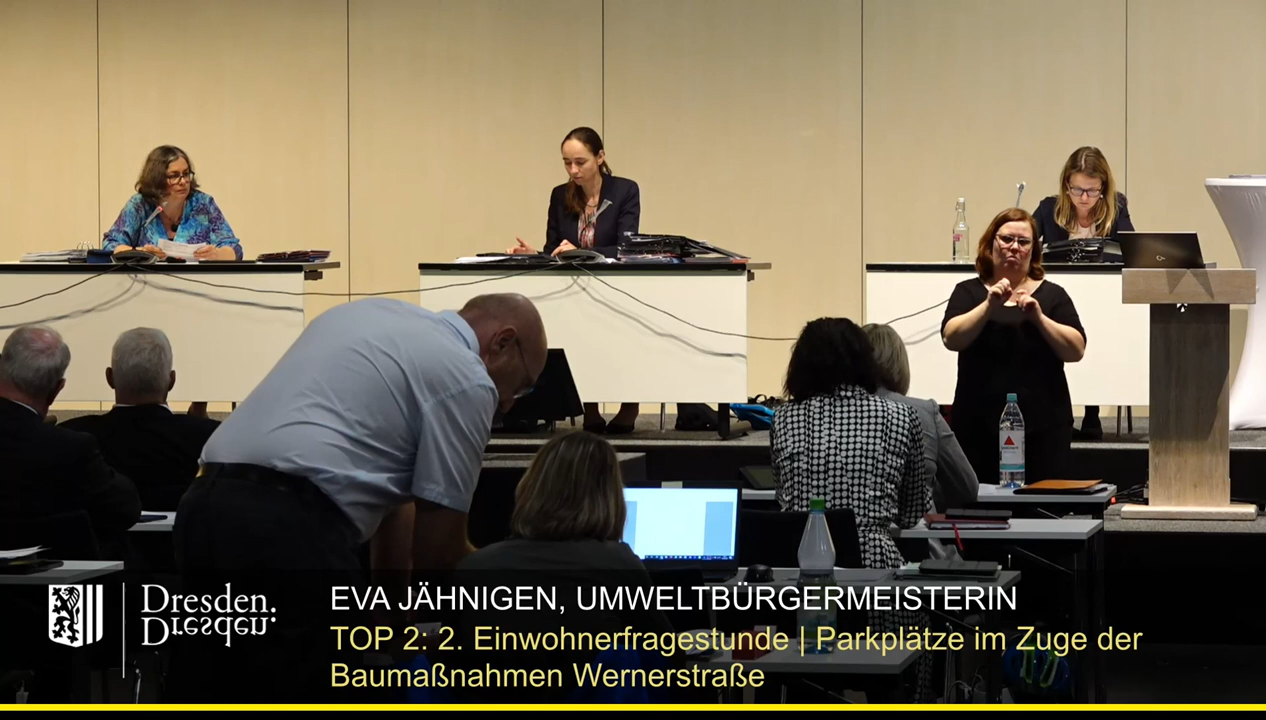 EVA JÄHNIGEN, UMWELTBÜRGERMEISTERIN
Dresden.
Dresden.
TOP 2: 2. Einwohnerfragestunde | Parkplätze im Zuge der
Baumaßnahmen Wernerstraße